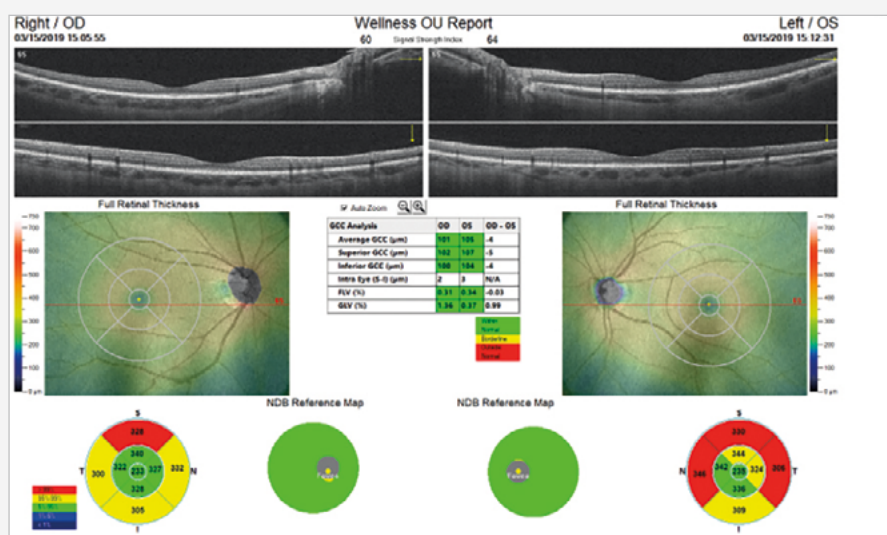 Right / OD Wellness OU Report Left / OS
03/15/2019 15:05:55 60 Signal Strength Index 64 03/15/2019 15:12:31
Full Retinal Thickness Auto Zoom Full Retinal Thickness
GCC Analysis OD OS OD - OS
Average GCC (µm) 101 105 -4
Superior GCC (µm) 102 107 -5
Inferior GCC (µm) 100 104 -4
Intra Eye (S-I) (µm) 2 3 N/A
FLV (%) 0.31 0.34 -0.03
GLV (%) 1.36 0.37 0.99
Within
Normal
Borderline
Outside
Normal
700 700
600 600
500 500
400 400
300 300
200 200
100 100
0 µm 0 µm
NDB Reference Map NDB Reference Map
S S
328 330
340 344
300 322 233 327 332 346 342 235 324 306
T N N T
328 336
305 309
I I
Fovea Fovea